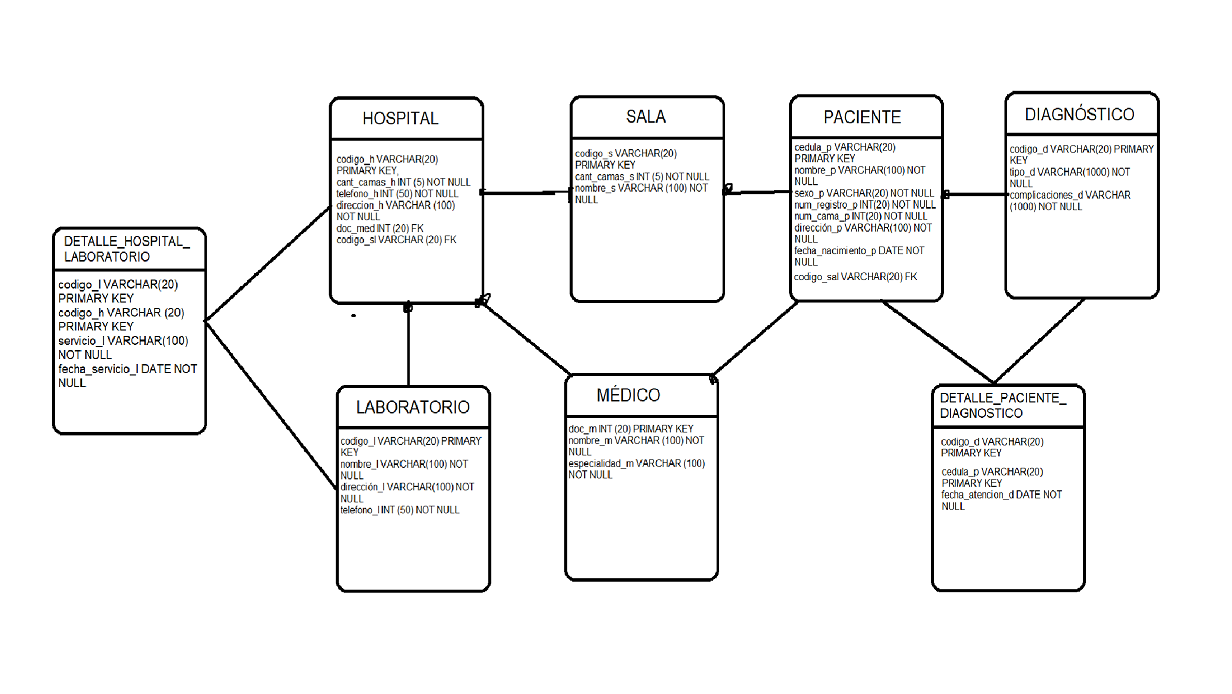 HOSPITAL
codigo_h VARCHAR(20)
PRIMARY KEY,
cant_camas_h INT (5) NOT NULL
telefono_h INT (50) NOT NULL
direccion_h VARCHAR (100)
NOT NULL
doc_med INT (20) FK
codigo_sl VARCHAR (20) FK
SALA
codigo_s VARCHAR(20)
PRIMARY KEY
cant_camas_s INT (5) NOT NULL
nombre_s VARCHAR (100) NOT
NULL
PACIENTE
cedula_p VARCHAR(20)
PRIMARY KEY
nombre_p VARCHAR(100) NOT
NULL
sexo_p VARCHAR(20) NOT NULL
num_registro_p INT(20) NOT NULL
num_cama_p INT(20) NOT NULL
dirección_p VARCHAR(100) NOT
NULL
fecha_nacimiento_p DATE NOT
NULL
codigo_sal VARCHAR(20) FK
DIAGNÓSTICO
codigo_d VARCHAR(20) PRIMARY
KEY
tipo_d VARCHAR(1000) NOT
NULL
complicaciones_d VARCHAR
(1000) NOT NULL
DETALLE_HOSPITAL_
LABORATORIO
codigo_l VARCHAR(20)
PRIMARY KEY
codigo_h VARCHAR (20)
PRIMARY KEY
servicio_l VARCHAR(100)
NOT NULL
fecha_servicio_l DATE NOT
NULL
LABORATORIO
codigo_l VARCHAR(20) PRIMARY
KEY
nombre_l VARCHAR(100) NOT
NULL
dirección_l VARCHAR(100) NOT
NULL
telefono_l INT (50) NOT NULL
MÉDICO
doc_m INT (20) PRIMARY KEY
nombre_m VARCHAR (100) NOT
NULL
especialidad_m VARCHAR (100)
NOT NULL
DETALLE_PACIENTE_
DIAGNOSTICO
codigo_d VARCHAR(20)
PRIMARY KEY
cedula_p VARCHAR(20)
PRIMARY KEY
fecha_atencion_d DATE NOT
NULL